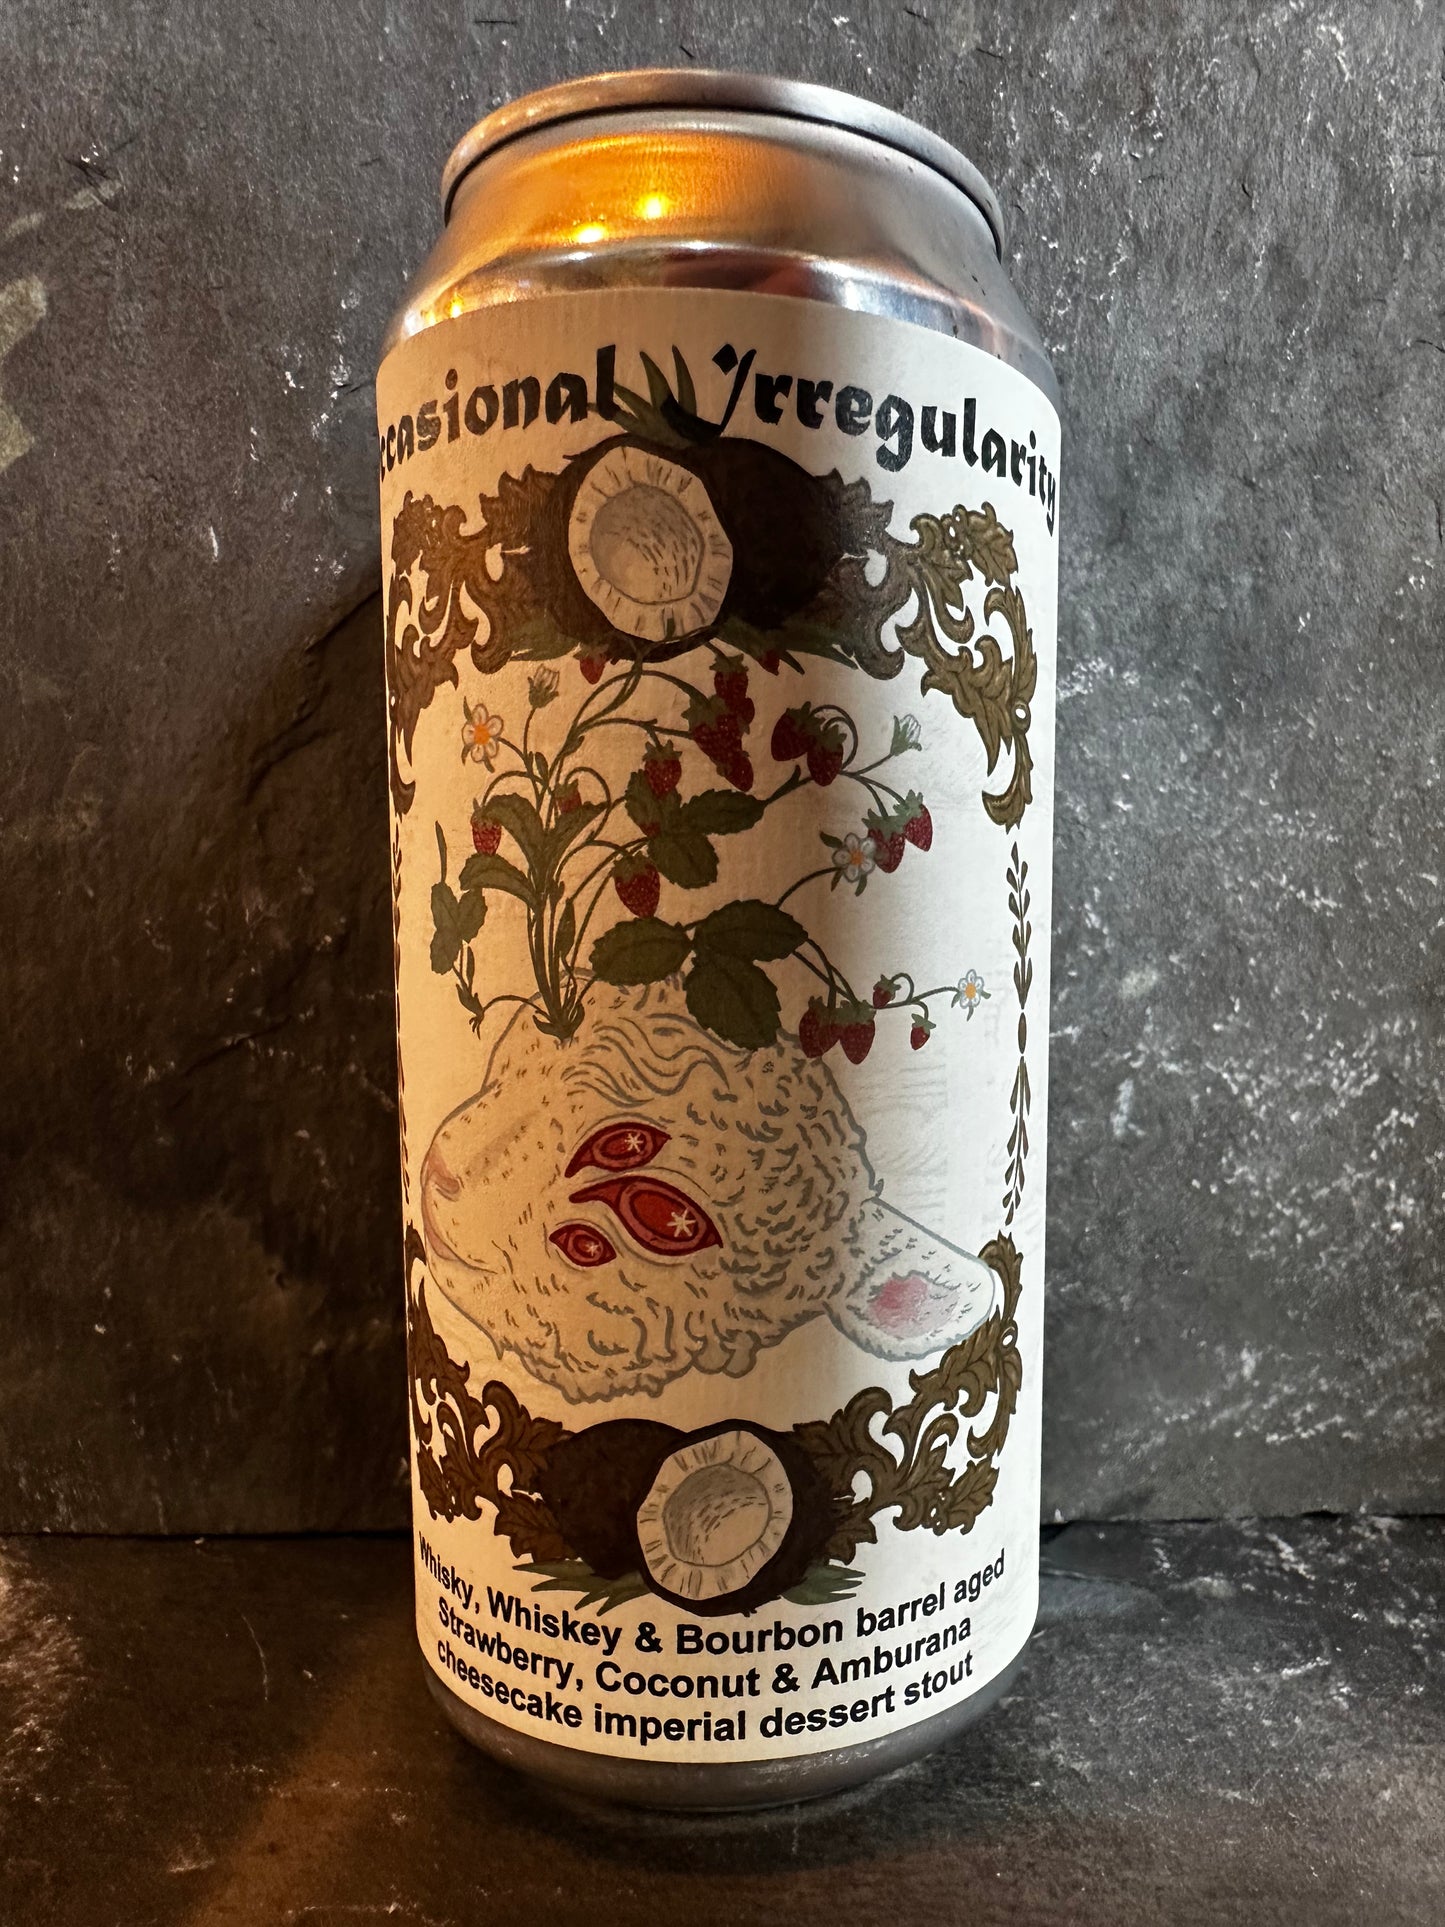 ccasional Irregularity
Whisky, Whiskey & Bourbon barrel aged
Strawberry, Coconut & Amburana
cheesecake imperial dessert stout